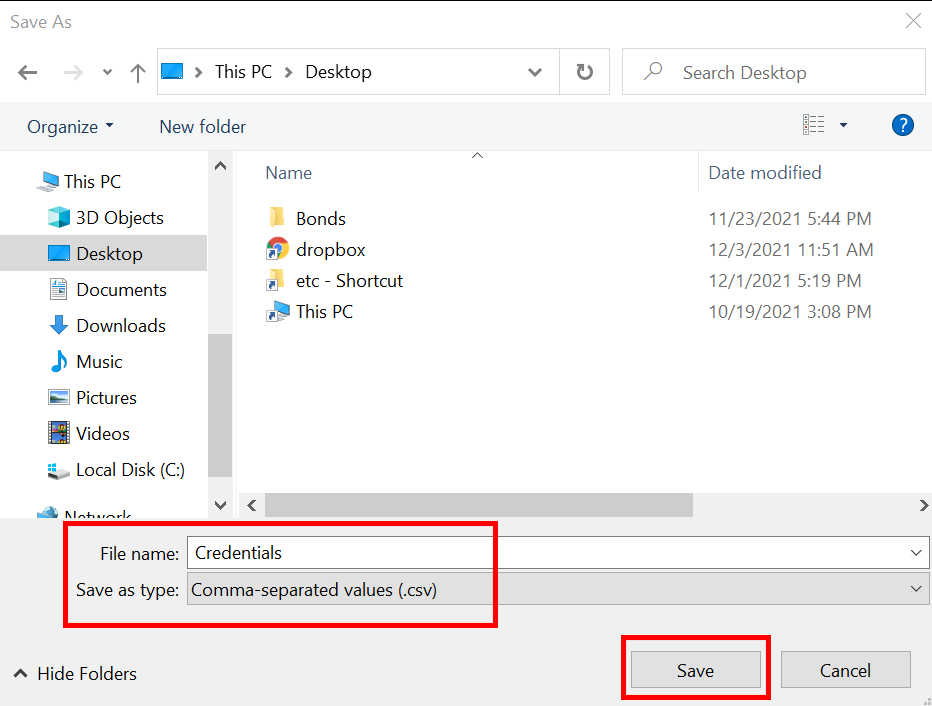 Save As
This PC Desktop
Search Desktop
Organize
New folder
?
Name
Date modified
This PC
3D Objects
Desktop
Documents
Downloads
Music
Pictures
Videos
Local Disk (C:)
Network
Bonds 11/23/2021 5:44 PM
dropbox 12/3/2021 11:51 AM
etc - Shortcut 12/1/2021 5:19 PM
This PC 10/19/2021 3:08 PM
File name: Credentials
Save as type: Comma-separated values (.csv)
Hide Folders
Save
Cancel